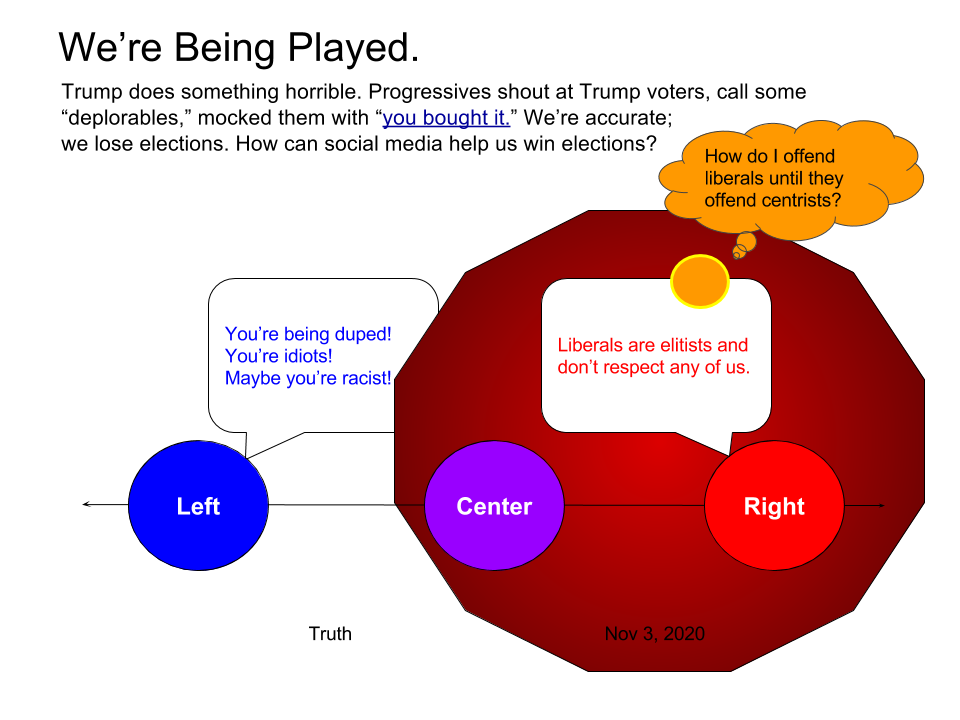 We’re Being Played.
Trump does something horrible. Progressives shout at Trump voters, call some
“deplorables,” mocked them with “you bought it.” We’re accurate;
we lose elections. How can social media help us win elections?
How do I offend
liberals until they
offend centrists?
You’re being duped!
You’re idiots!
Maybe you’re racist!
Liberals are elitists and
don’t respect any of us.
Left
Center
Right
Truth
Nov 3, 2020